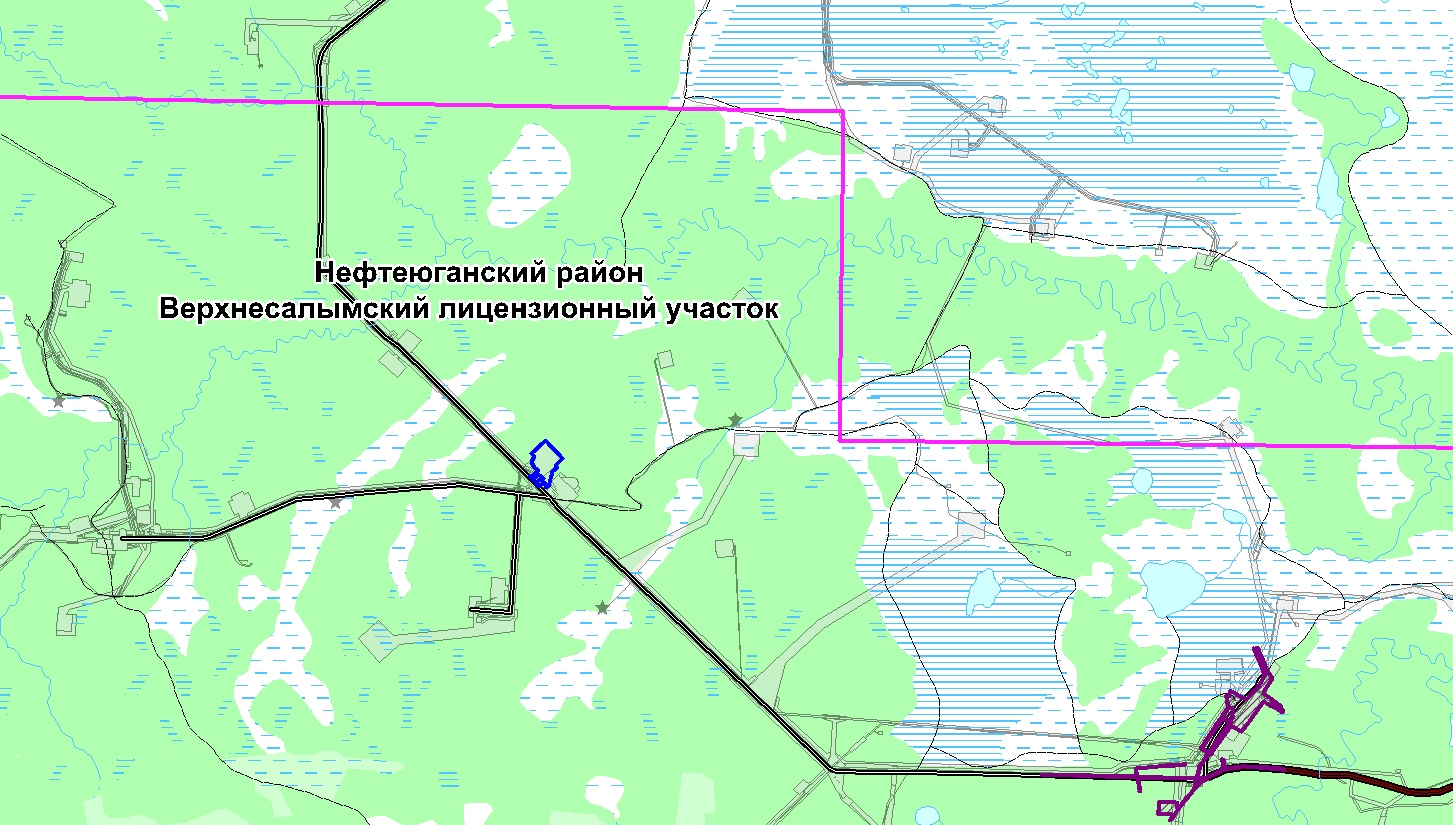 Нефтеюганский район
Верхнесалымский лицензионный участок